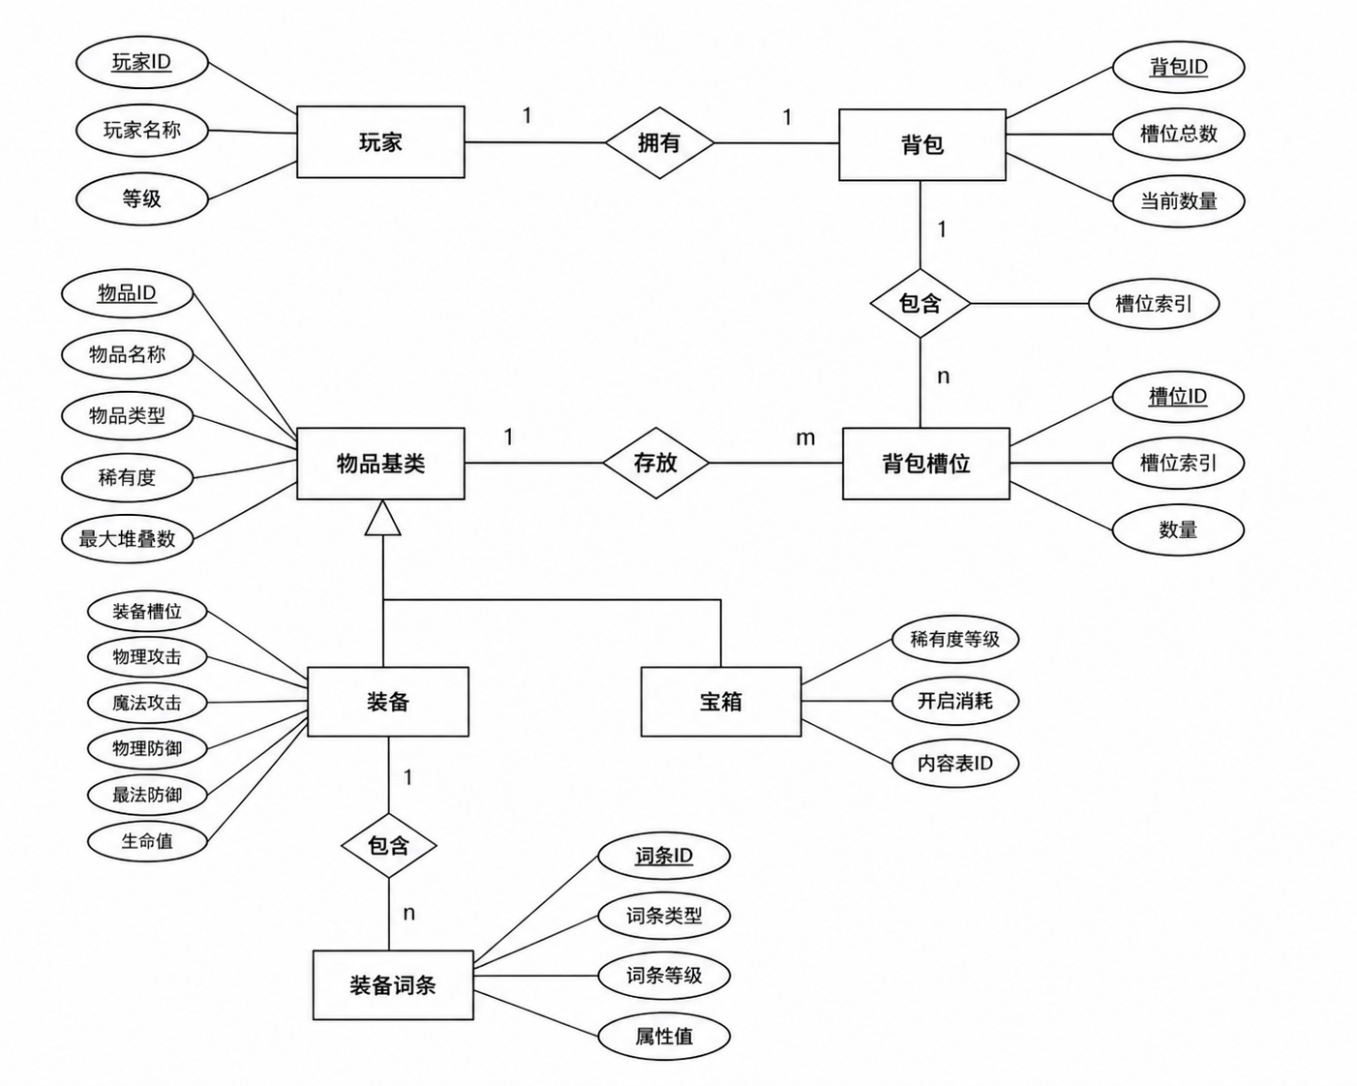 玩家ID
玩家名称
等级
玩家
1
拥有
1
背包
背包ID
槽位总数
当前数量
1
包含
槽位索引
n
物品ID
物品名称
物品类型
稀有度
最大堆叠数
物品基类
1
存放
m
背包槽位
槽位ID
槽位索引
数量
装备槽位
物理攻击
魔法攻击
物理防御
最法防御
生命值
装备
宝箱
稀有度等级
开启消耗
内容表ID
1
包含
n
装备词条
词条ID
词条类型
词条等级
属性值